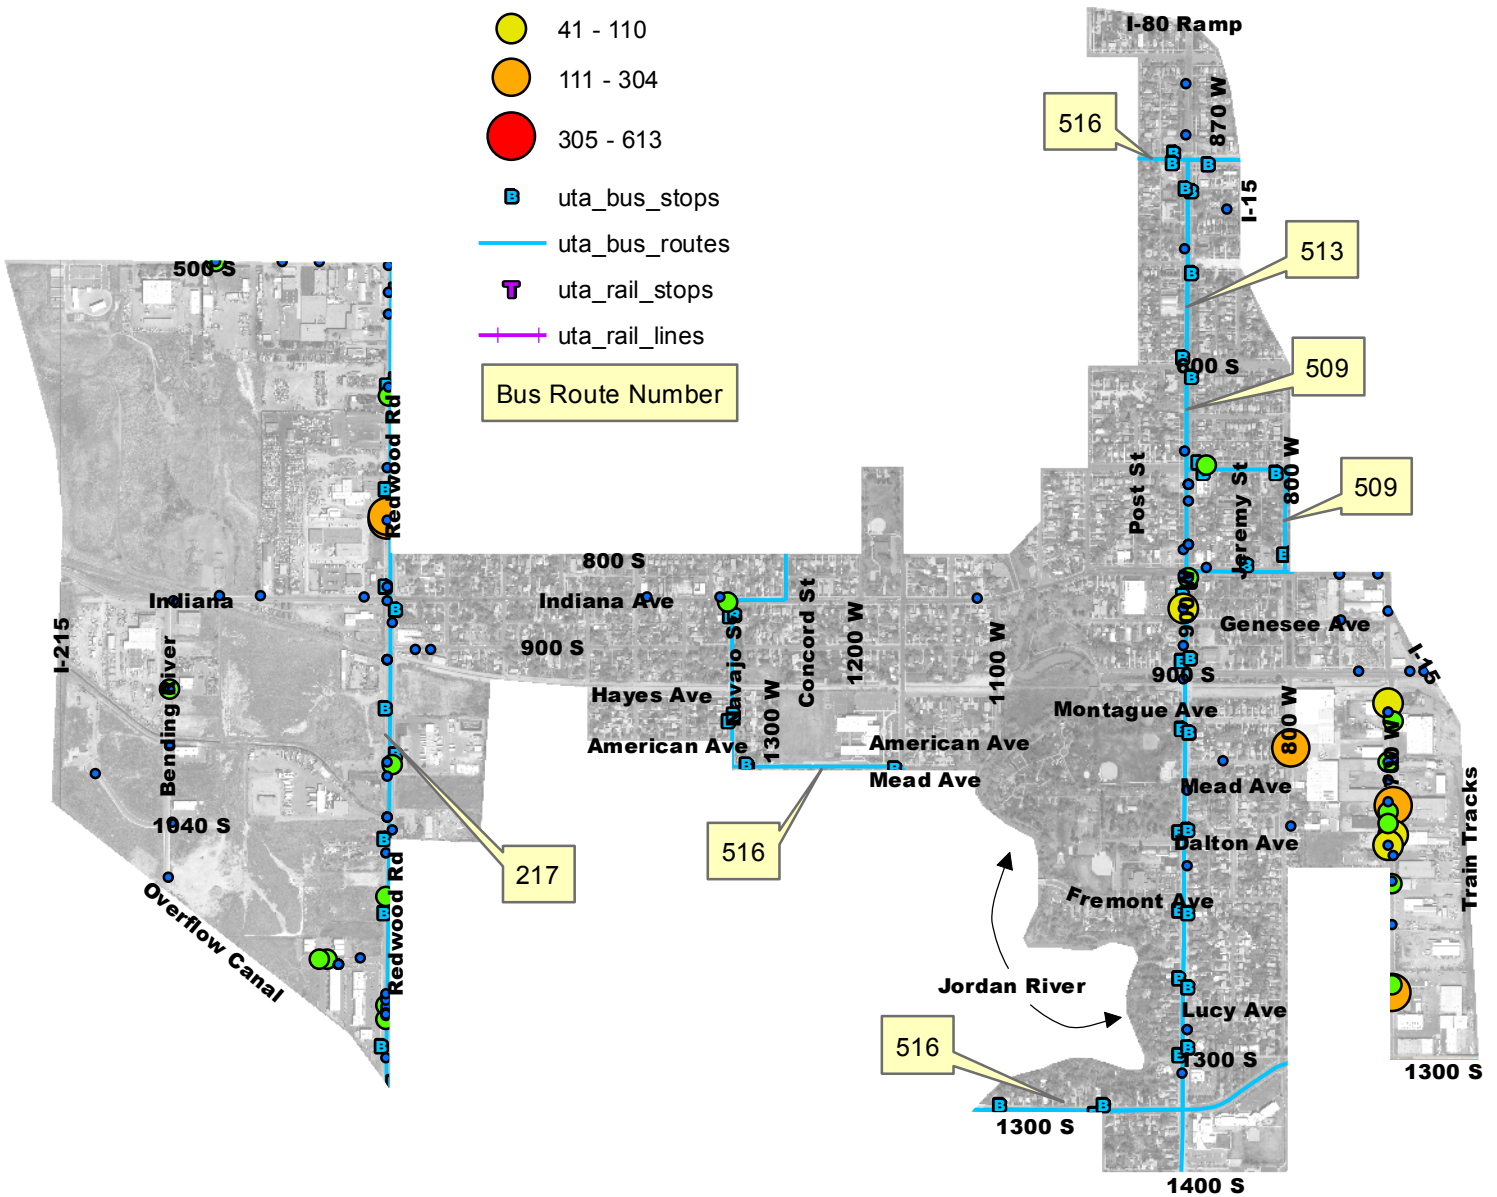 41 - 110
111 - 304
305 - 613
B uta_bus_stops
uta_bus_routes
T uta_rail_stops
uta_rail_lines
Bus Route Number
I-80 Ramp
516
870 W
I-15
513
500 S
600 S
509
Redwood Rd
Post St
Jeremy St
800 W
509
800 S
Indiana
Indiana Ave
Concord St
1200 W
1100 W
900 W
Genesee Ave
I-215
900 S
Navajo St
900 S
I-15
Bending River
Hayes Ave
1300 W
Montague Ave
American Ave
American Ave
800 W
Mead Ave
Mead Ave
Train Tracks
1040 S
Dalton Ave
516
217
Redwood Rd
Fremont Ave
Overflow Canal
Jordan River
Lucy Ave
516
1300 S
1300 S
1300 S
1400 S